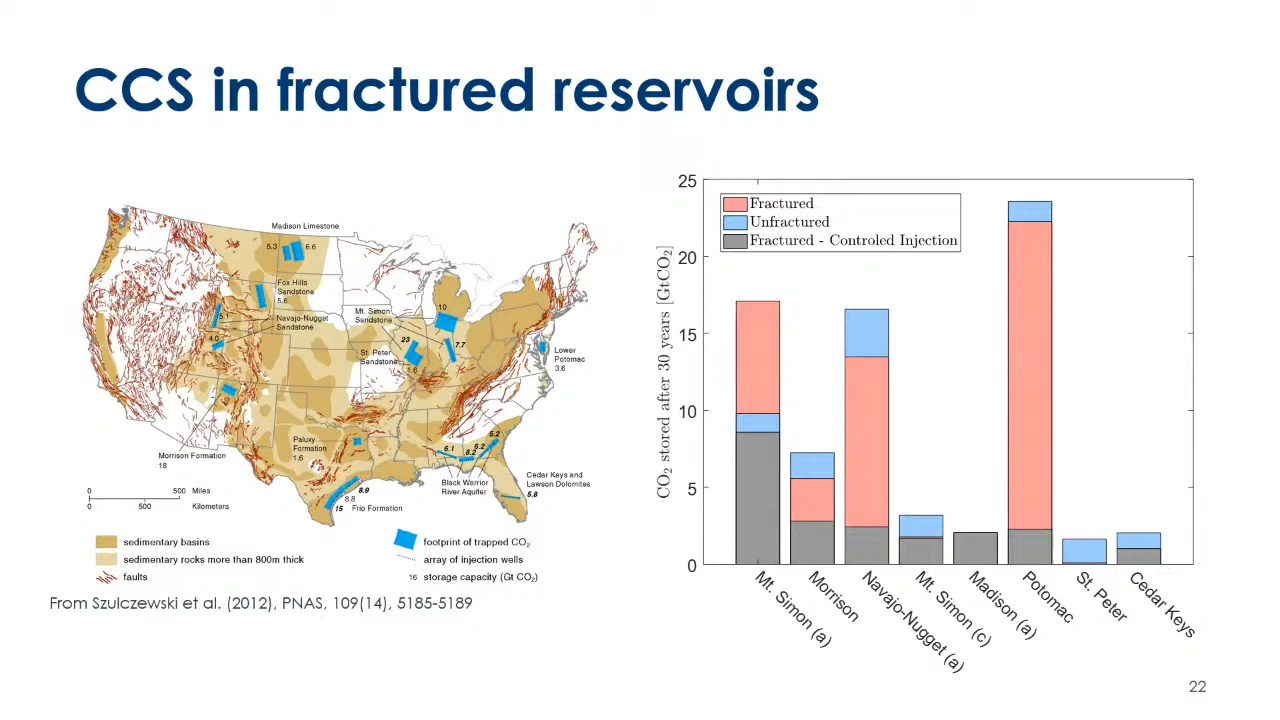 CCS in fractured reservoirs
Madison Limestone
5.3
6.6
Fox Hills
Sandstone
5.6
5.1
Navajo-Nugget
Sandstone
4.0
Mt. Simon
Sandstone
10
23
7.7
St. Peter
Sandstone
1.6
Lower
Potomac
3.6
Morrison Formation
18
Paluxy
Formation
1.6
6.1
8.2
5.2
5.2
Black Warrior
River Aquifer
Cedar Keys and
Lawson Dolomites
5.8
8.9
8.8
15
Frio Formation
0 500 Miles
0 500 Kilometers
sedimentary basins
sedimentary rocks more than 800m thick
faults
footprint of trapped CO₂
array of injection wells
16 storage capacity (Gt CO₂)
From Szulczewski et al. (2012), PNAS, 109(14), 5185-5189
CO₂ stored after 30 years [GtCO₂]
25
20
15
10
5
0
Fractured
Unfractured
Fractured - Controled Injection
Mt. Simon (a)
Morrison
Navajo-Nugget (a)
Mt. Simon (c)
Madison (a)
Potomac
St. Peter
Cedar Keys
22